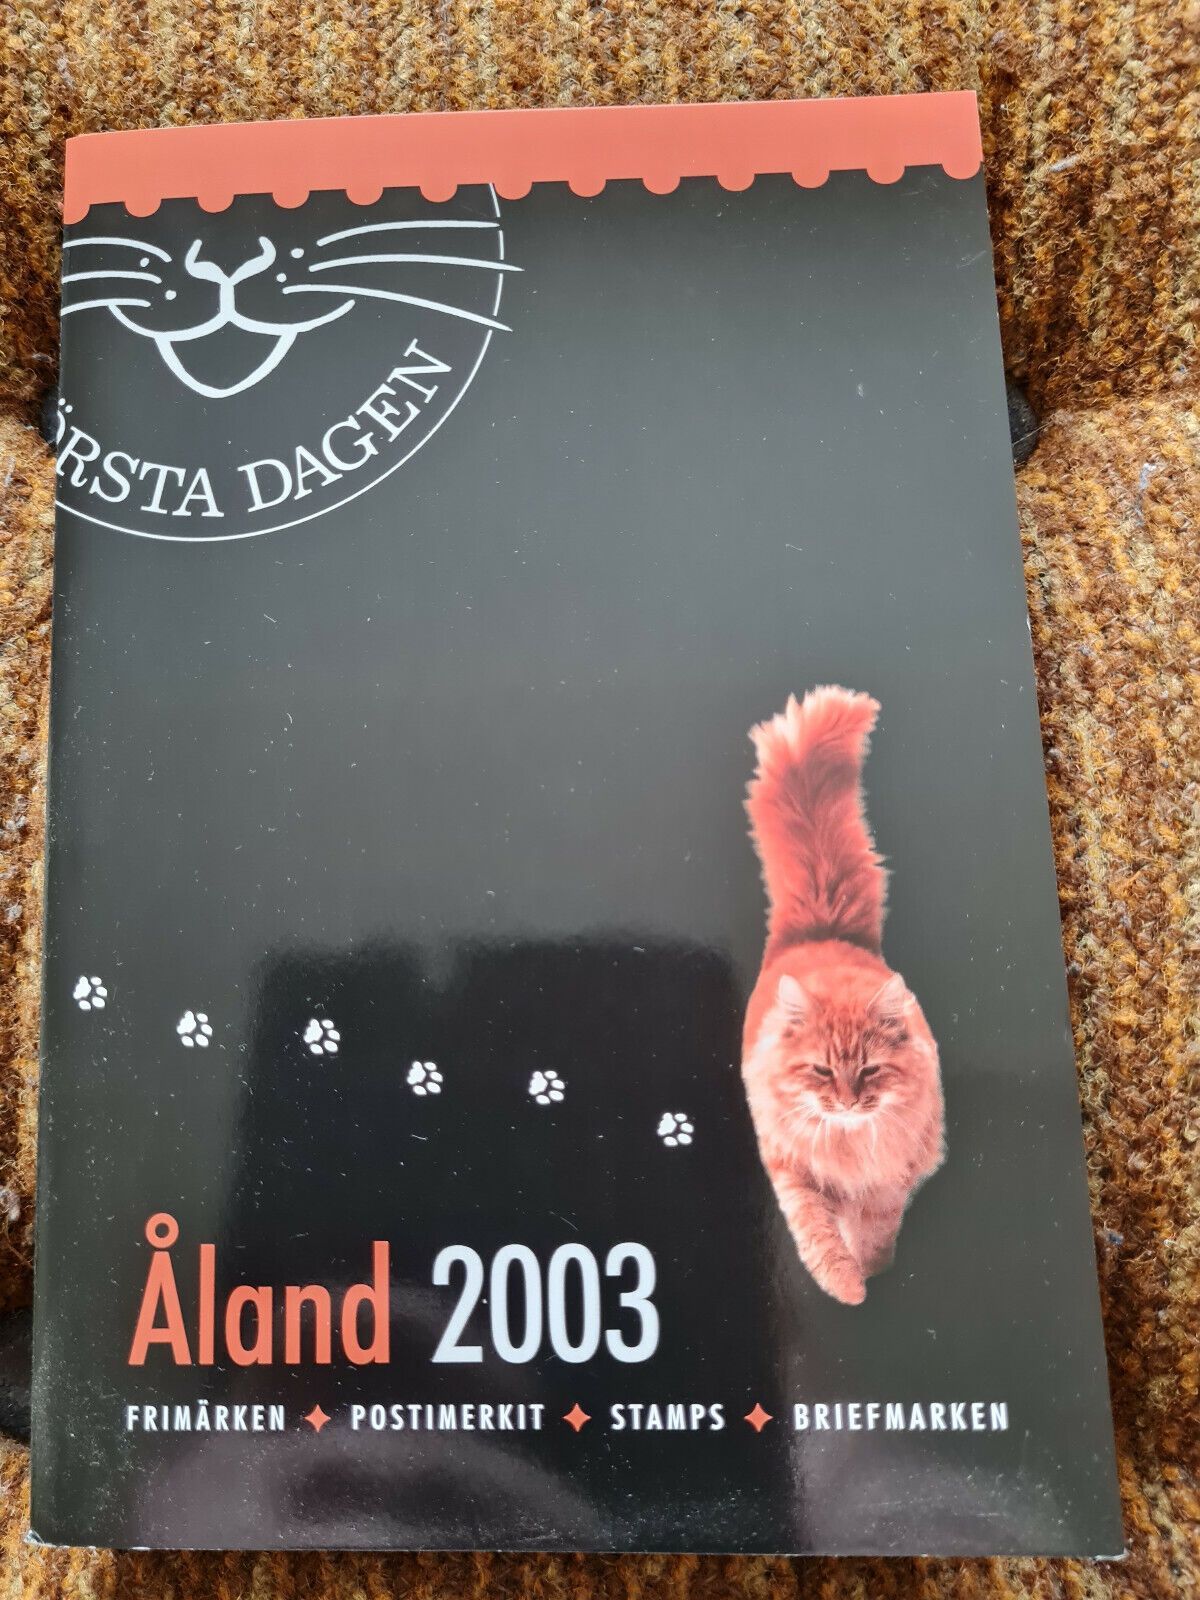 ÖRSTA DAGEN
Åland 2003
FRIMÄRKEN ✦ POSTIMERKIT ✦ STAMPS ✦ BRIEFMARKEN